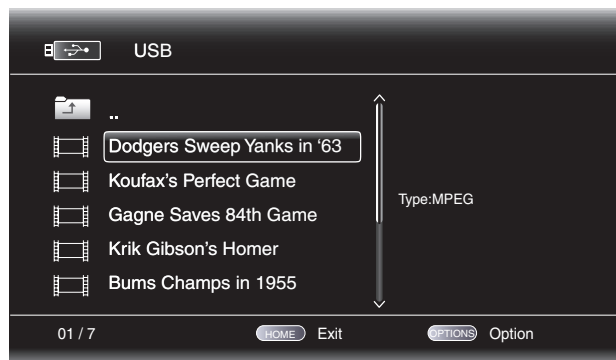 USB
..
Dodgers Sweep Yanks in ‘63
Koufax’s Perfect Game
Gagne Saves 84th Game
Krik Gibson’s Homer
Bums Champs in 1955
Type:MPEG
01 / 7 HOME Exit OPTIONS Option